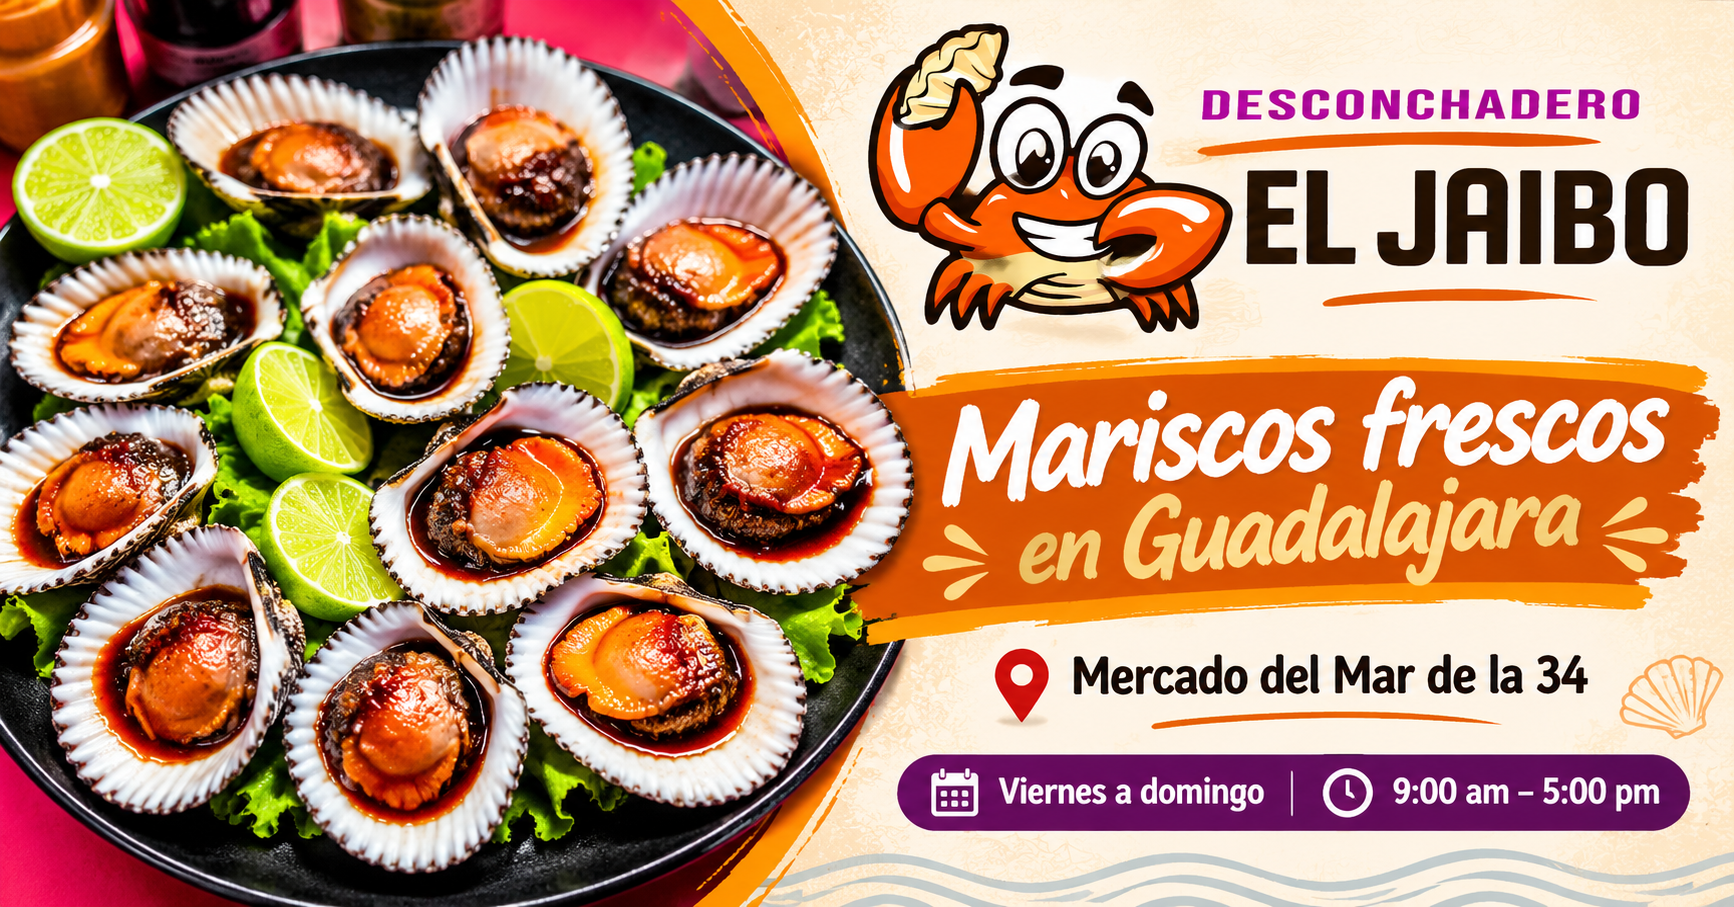 DESCONCHADERO
EL JAIBO
Mariscos frescos
en Guadalajara
Mercado del Mar de la 34
Viernes a domingo | 9:00 am – 5:00 pm